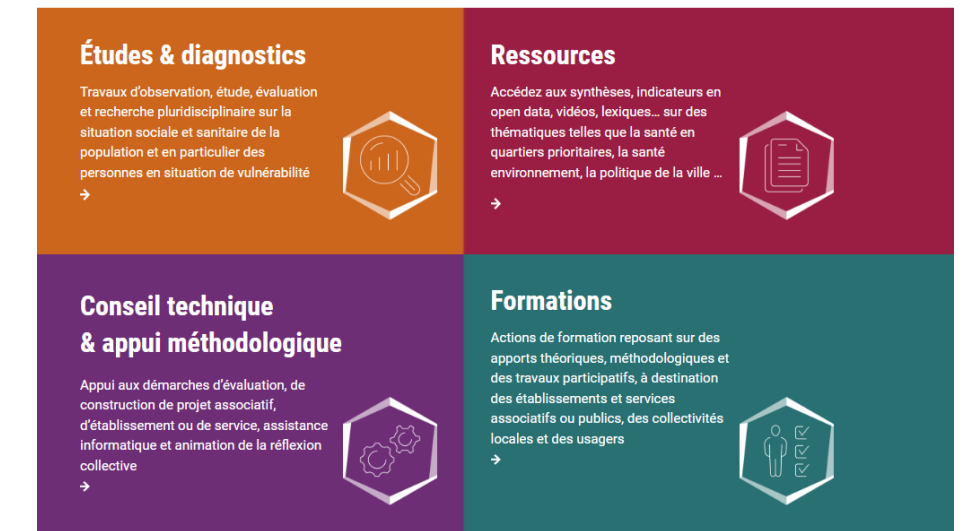 Études & diagnostics
Travaux d'observation, étude, évaluation
et recherche pluridisciplinaire sur la
situation sociale et sanitaire de la
population et en particulier des
personnes en situation de vulnérabilité
→
Ressources
Accédez aux synthèses, indicateurs en
open data, vidéos, lexiques... sur des
thématiques telles que la santé en
quartiers prioritaires, la santé
environnement, la politique de la ville ...
→
Conseil technique
& appui méthodologique
Appui aux démarches d'évaluation, de
construction de projet associatif,
d'établissement ou de service, assistance
informatique et animation de la réflexion
collective
→
Formations
Actions de formation reposant sur des
apports théoriques, méthodologiques et
des travaux participatifs, à destination
des établissements et services
associatifs ou publics, des collectivités
locales et des usagers
→